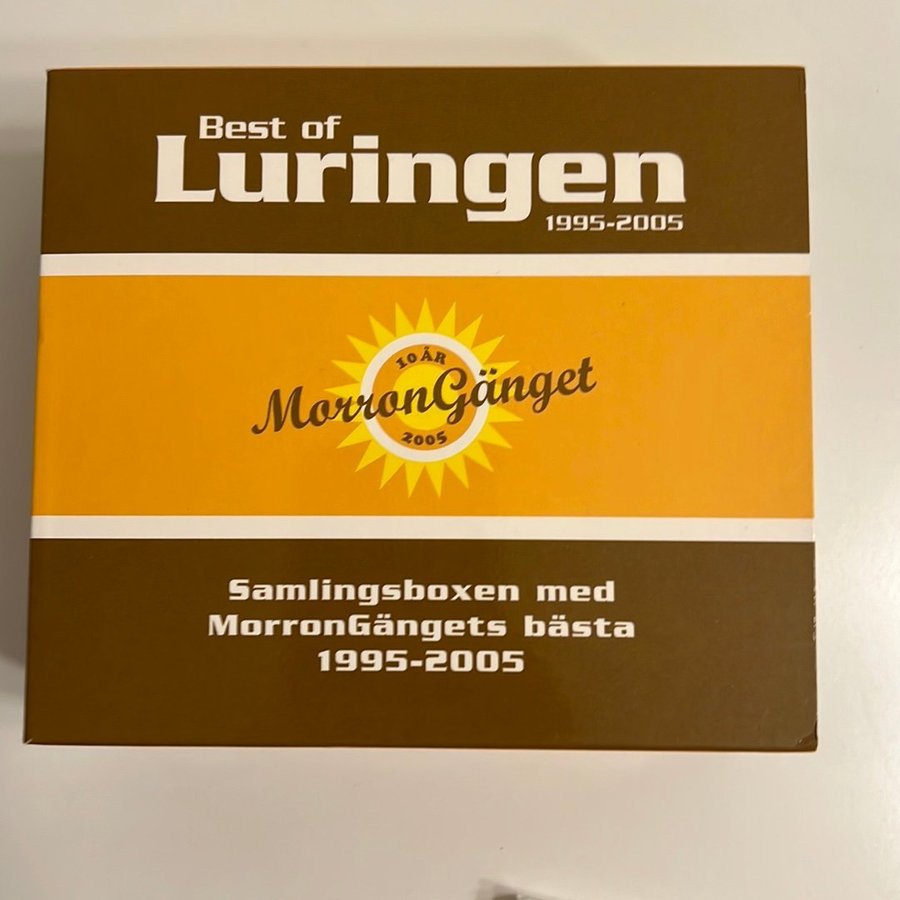 Best of
Luringen
1995-2005
10 ÅR
MorronGänget
2005
Samlingsboxen med
MorronGängets bästa
1995-2005